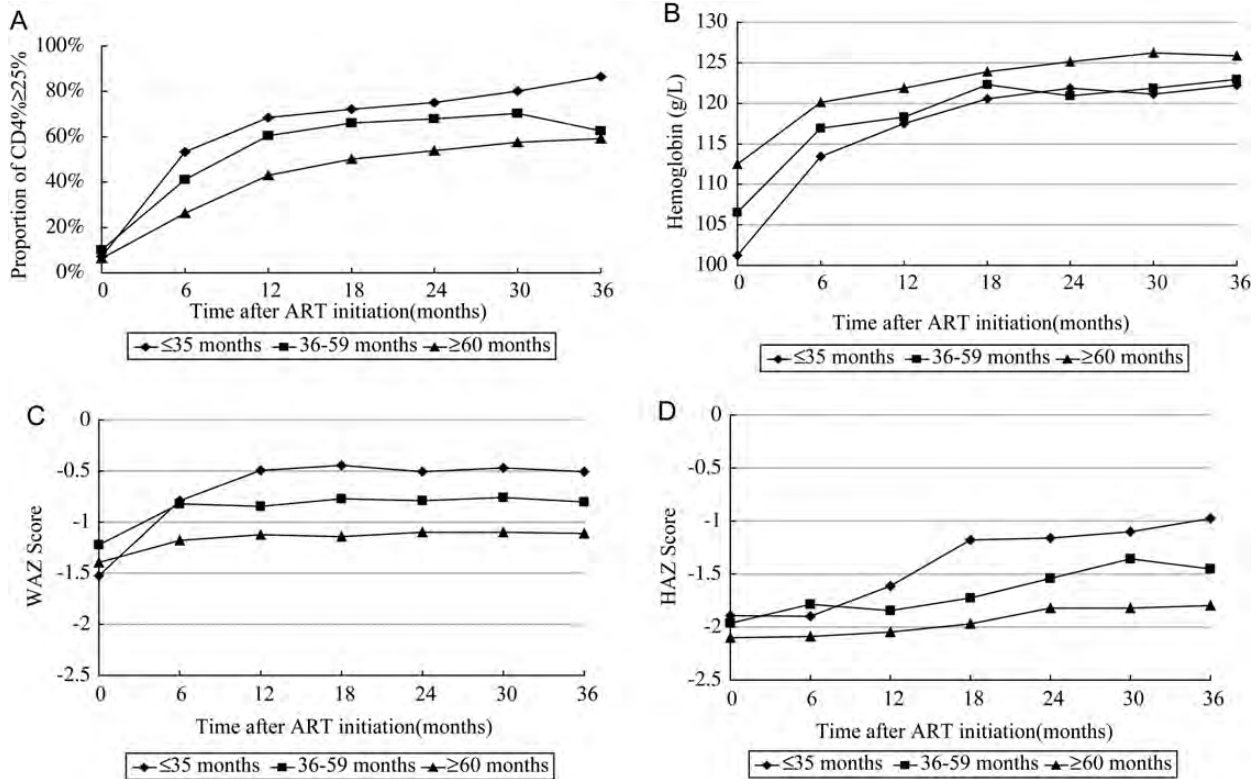 A
Proportion of CD4%≥25%
100%
80%
60%
40%
20%
0%
0 6 12 18 24 30 36
Time after ART initiation(months)
≤35 months 36-59 months ≥60 months
B
Hemoglobin (g/L)
130
125
120
115
110
105
100
0 6 12 18 24 30 36
Time after ART initiation(months)
≤35 months 36-59 months ≥60 months
C
WAZ Score
0
-0.5
-1
-1.5
-2
-2.5
0 6 12 18 24 30 36
Time after ART initiation(months)
≤35 months 36-59 months ≥60 months
D
HAZ Score
0
-0.5
-1
-1.5
-2
-2.5
0 6 12 18 24 30 36
Time after ART initiation(months)
≤35 months 36-59 months ≥60 months